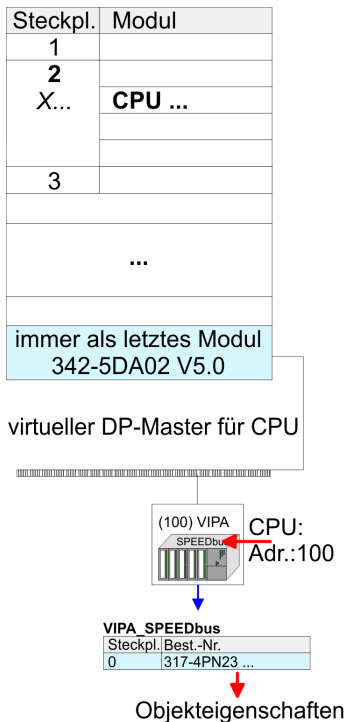 Steckpl. Modul
1
2
X... CPU ...
3
...
immer als letztes Modul
342-5DA02 V5.0
virtueller DP-Master für CPU
(100) VIPA
SPEEDbus
CPU:
Adr.:100
VIPA_SPEEDbus
Steckpl. Best.-Nr.
0 317-4PN23 ...
Objekteigenschaften